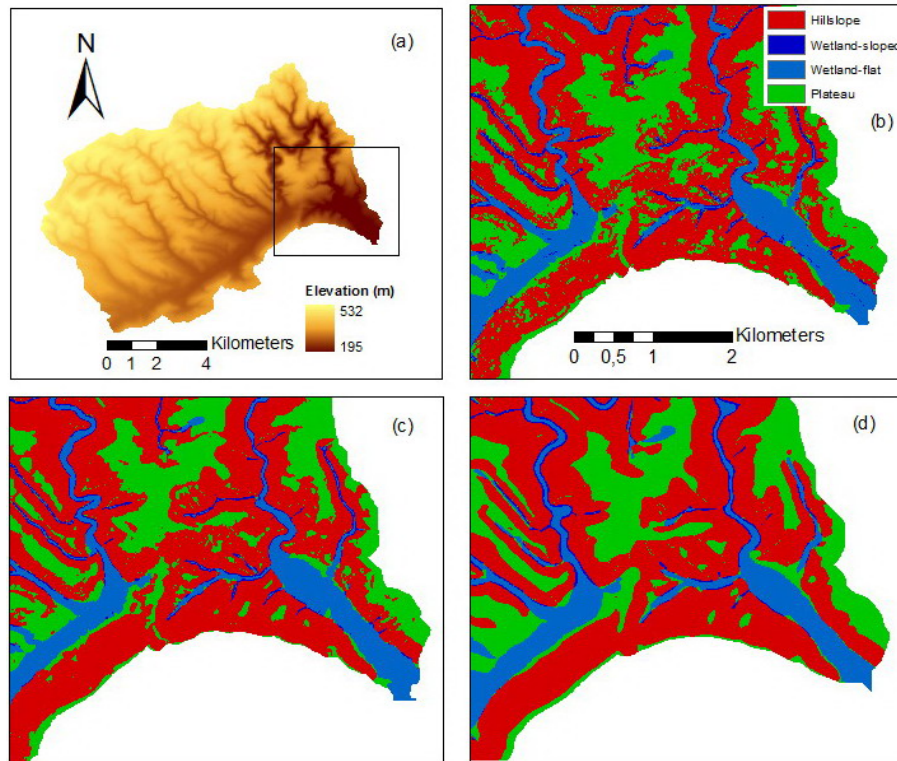 (a)
N
Elevation (m)
532
195
Kilometers
0 1 2 4
Hillslope
Wetland-sloped
Wetland-flat
Plateau
(b)
Kilometers
0 0,5 1 2
(c)
(d)